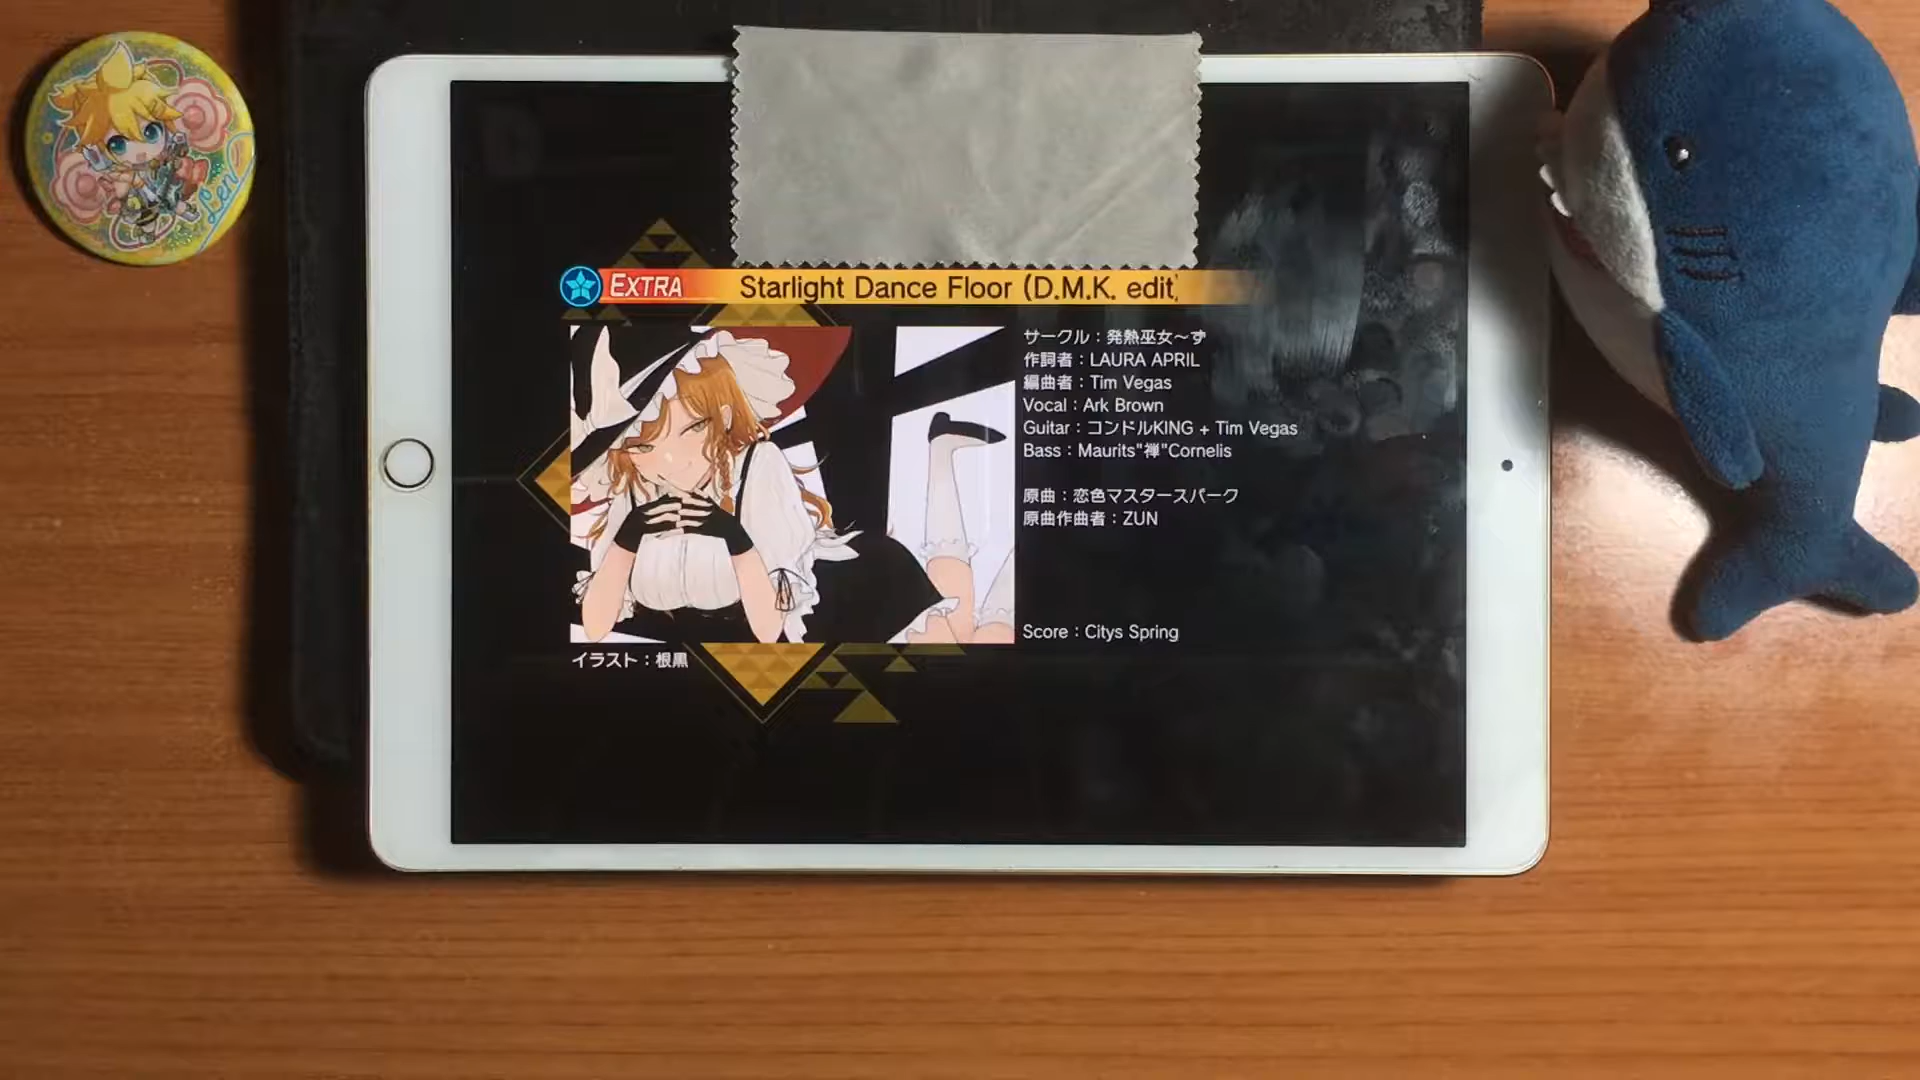 Len
EXTRA
Starlight Dance Floor (D.M.K. edit)
サークル：発熱巫女〜ず
作詞者：LAURA APRIL
編曲者：Tim Vegas
Vocal：Ark Brown
Guitar：コンドルKING + Tim Vegas
Bass：Maurits"禅"Cornelis
原曲：恋色マスタースパーク
原曲作曲者：ZUN
Score：Citys Spring
イラスト：根黒